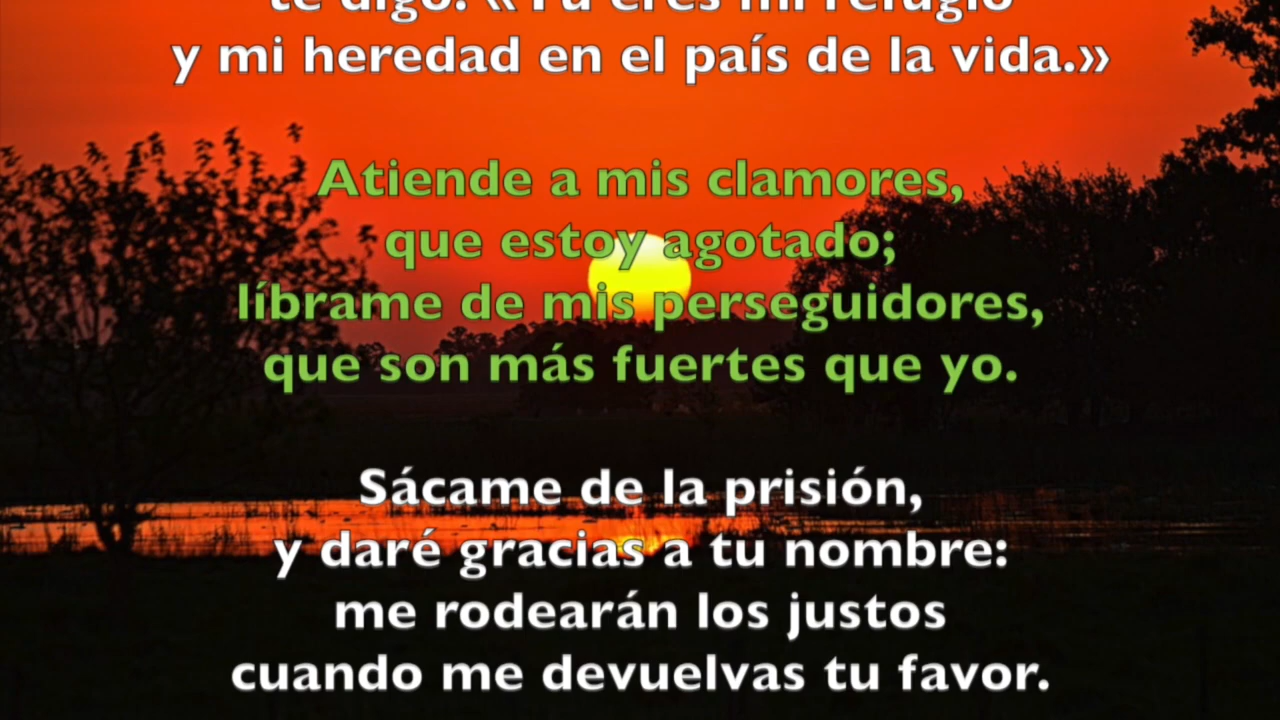 te digo: «Tú eres mi refugio
y mi heredad en el país de la vida.»
Atiende a mis clamores,
que estoy agotado;
líbrame de mis perseguidores,
que son más fuertes que yo.
Sácame de la prisión,
y daré gracias a tu nombre:
me rodearán los justos
cuando me devuelvas tu favor.